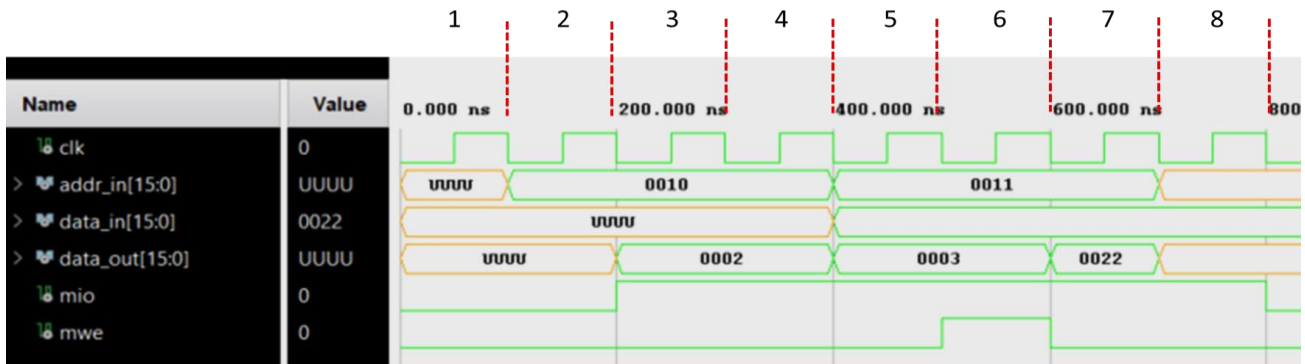 1 2 3 4 5 6 7 8
Name Value 0.000 ns 200.000 ns 400.000 ns 600.000 ns 800
clk 0
addr_in[15:0] UUUU UUUU 0010 0011
data_in[15:0] 0022 UUUU
data_out[15:0] UUUU UUUU 0002 0003 0022
mio 0
mwe 0